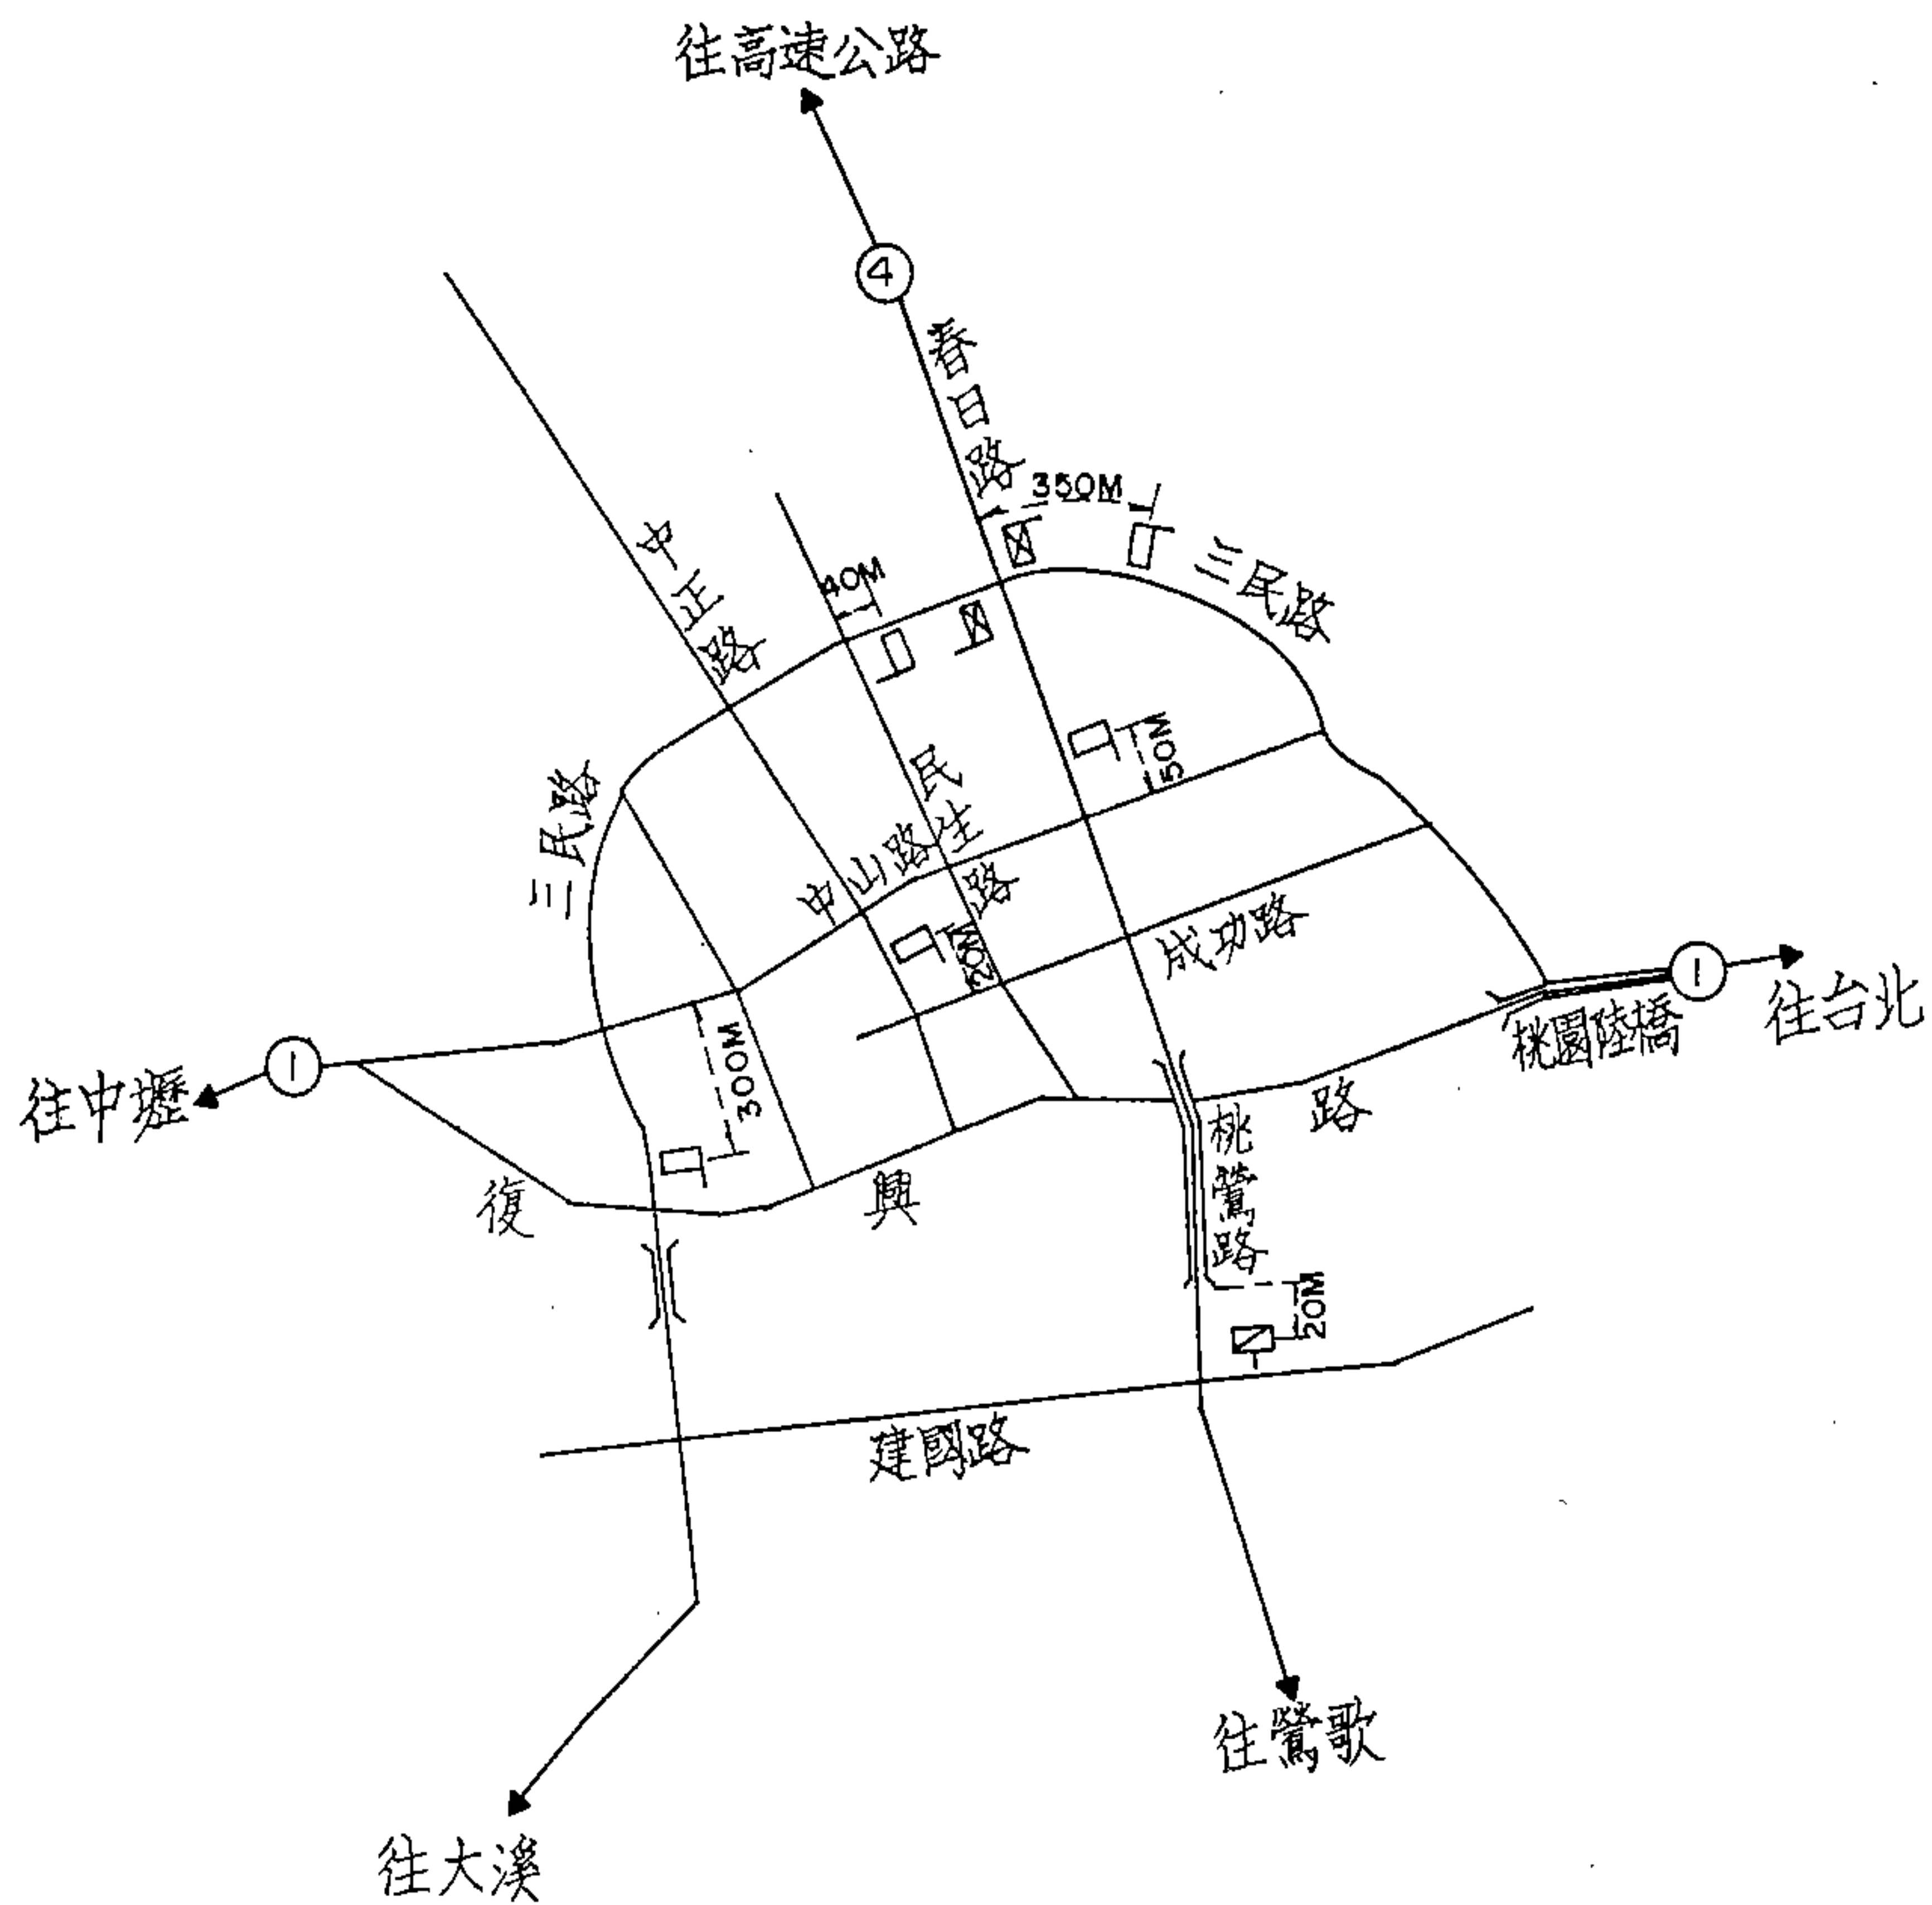 往高速公路
4
春日路
350M
三民路
中正路
40M
50M
民生路
三民路
中山路
20M
成功路
1
往台北
桃園陸橋
1
往中壢
300M
復興路
桃鶯路
20M
建國路
往鶯歌
往大溪